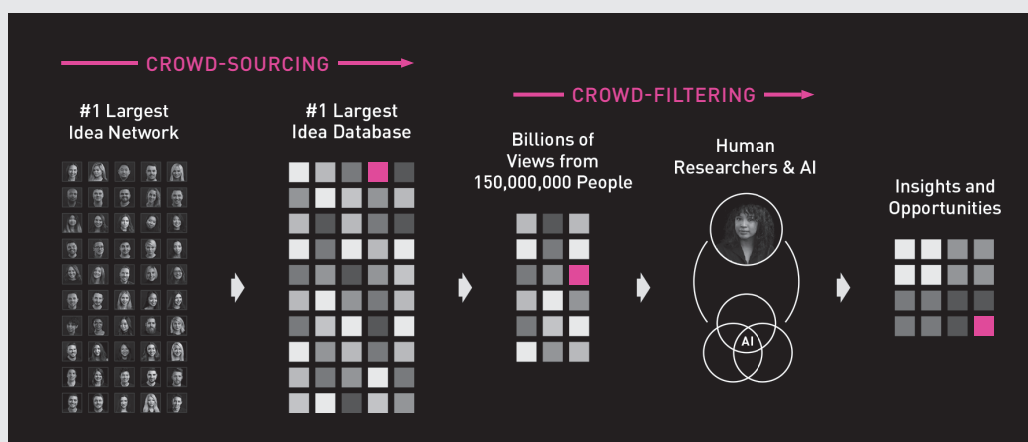 CROWD-SOURCING
#1 Largest
Idea Network
#1 Largest
Idea Database
CROWD-FILTERING
Billions of
Views from
150,000,000 People
Human
Researchers & AI
AI
Insights and
Opportunities